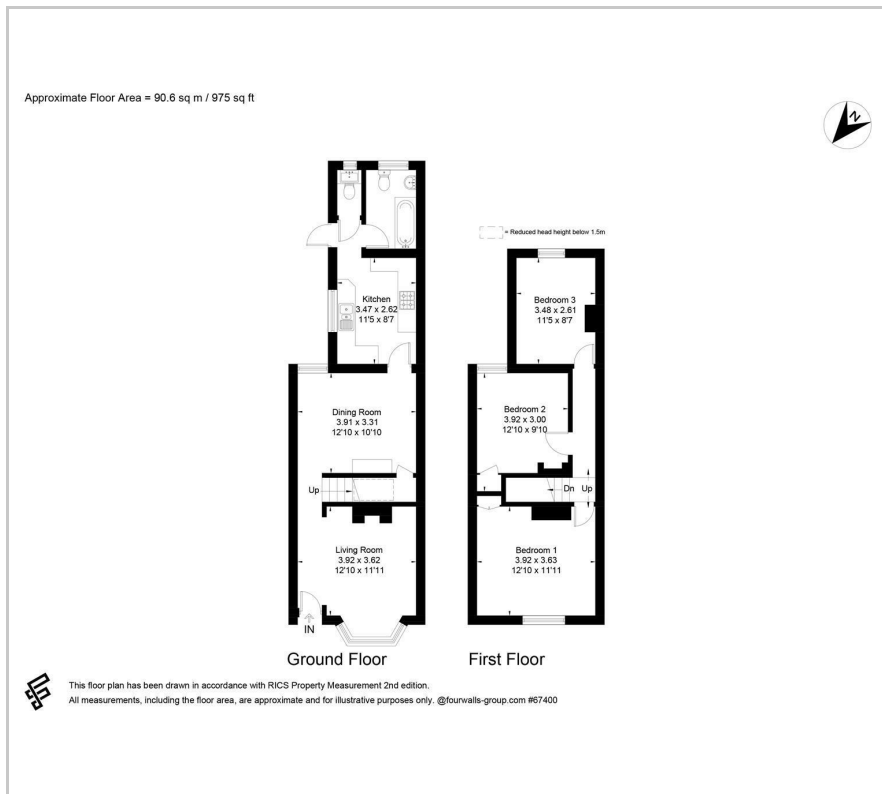 Approximate Floor Area = 90.6 sq m / 975 sq ft
N
= Reduced head height below 1.5m
Kitchen
3.47 x 2.62
11'5 x 8'7
Dining Room
3.91 x 3.31
12'10 x 10'10
Up
Living Room
3.92 x 3.62
12'10 x 11'11
IN
Ground Floor
Bedroom 3
3.48 x 2.61
11'5 x 8'7
Bedroom 2
3.92 x 3.00
12'10 x 9'10
Dn Up
Bedroom 1
3.92 x 3.63
12'10 x 11'11
First Floor
This floor plan has been drawn in accordance with RICS Property Measurement 2nd edition.
All measurements, including the floor area, are approximate and for illustrative purposes only. @fourwalls-group.com #67400